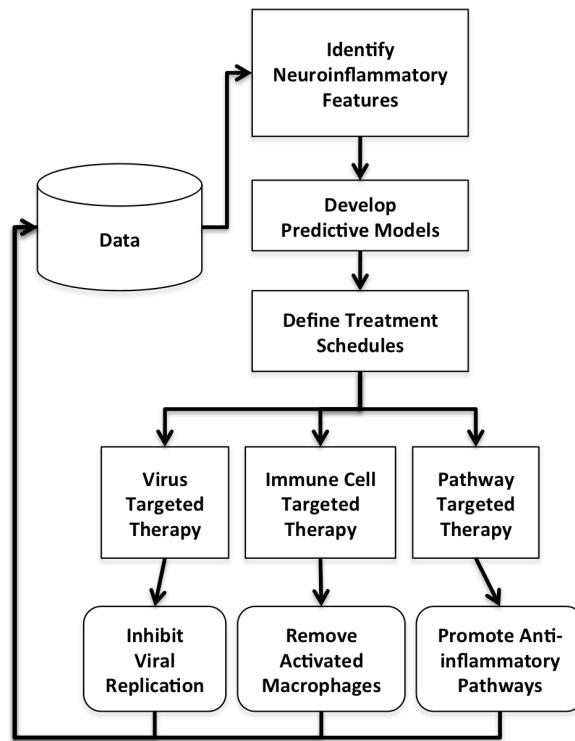 Identify
Neuroinflammatory
Features
Data
Develop
Predictive Models
Define Treatment
Schedules
Virus
Targeted
Therapy
Immune Cell
Targeted
Therapy
Pathway
Targeted
Therapy
Inhibit
Viral
Replication
Remove
Activated
Macrophages
Promote Anti-
inflammatory
Pathways